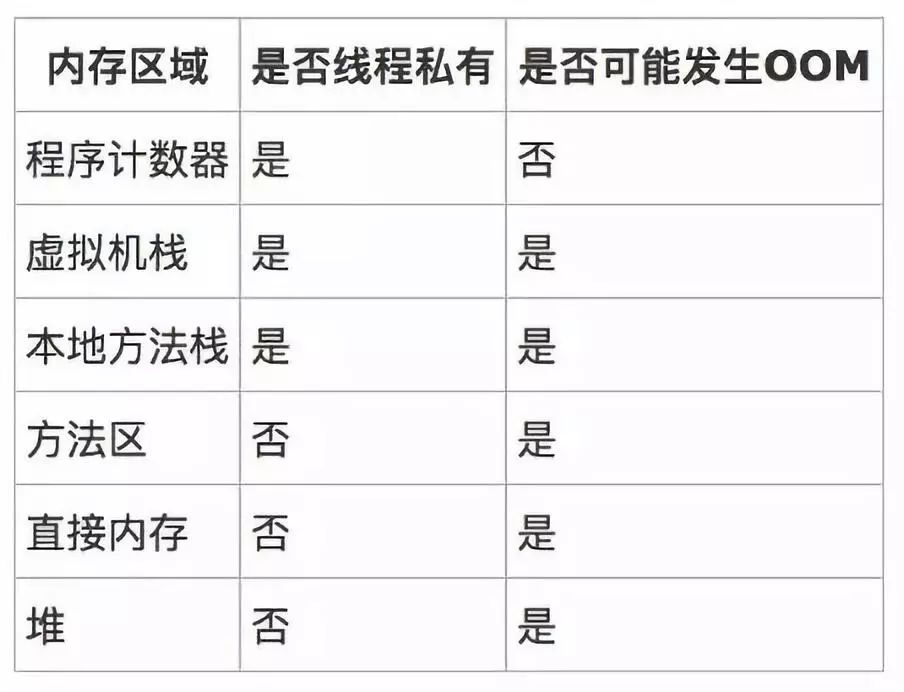 内存区域 是否线程私有 是否可能发生OOM
程序计数器 是 否
虚拟机栈 是 是
本地方法栈 是 是
方法区 否 是
直接内存 否 是
堆 否 是